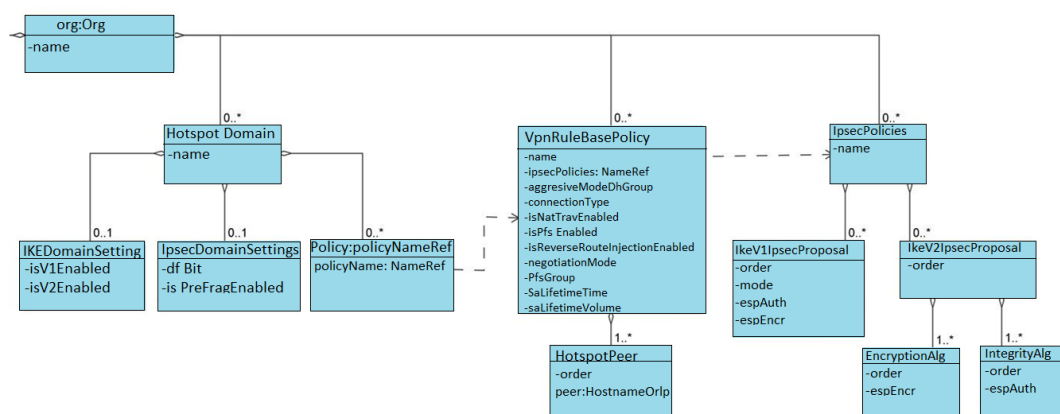 org:Org
-name
0..*
0..*
0..*
Hotspot Domain
-name
VpnRuleBasePolicy
-name
-ipsecPolicies: NameRef
-aggresiveModeDhGroup
-connectionType
-isNatTravEnabled
-isPfs Enabled
-isReverseRouteInjectionEnabled
-negotiationMode
-PfsGroup
-SaLifetimeTime
-saLifetimeVolume
IpsecPolicies
-name
0..1
0..1
0..*
0..*
0..*
IKEDomainSetting
-isV1Enabled
-isV2Enabled
IpsecDomainSettings
-df Bit
-is PreFragEnabled
Policy:policyNameRef
policyName: NameRef
IkeV1IpsecProposal
-order
-mode
-espAuth
-espEncr
IkeV2IpsecProposal
-order
1..*
1..*
1..*
HotspotPeer
-order
peer:HostnameOrIp
EncryptionAlg
-order
-espEncr
IntegrityAlg
-order
-espAuth